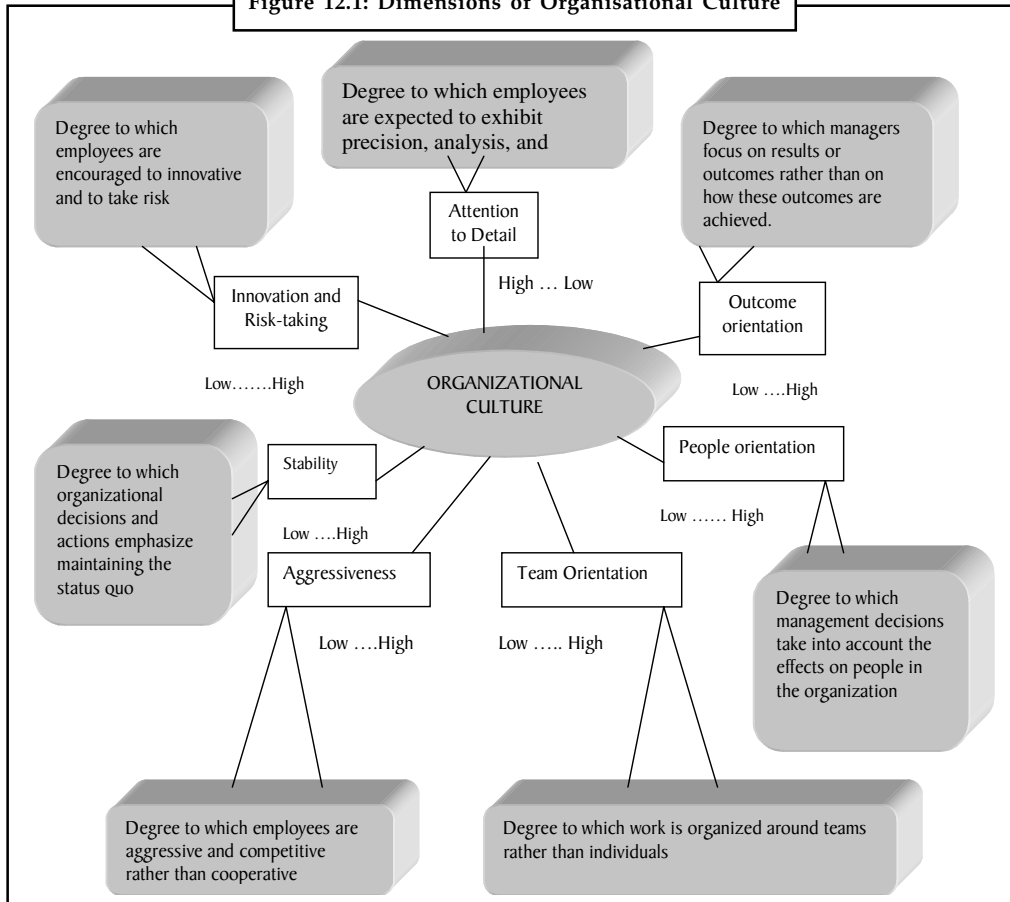 Figure 12.1: Dimensions of Organisational Culture
Degree to which
employees are
encouraged to innovative
and to take risk
Degree to which employees
are expected to exhibit
precision, analysis, and
Degree to which managers
focus on results or
outcomes rather than on
how these outcomes are
achieved.
Attention
to Detail
High … Low
Innovation and
Risk-taking
Low…….High
Outcome
orientation
Low ….High
ORGANIZATIONAL
CULTURE
Stability
Low ….High
People orientation
Low …… High
Degree to which
organizational
decisions and
actions emphasize
maintaining the
status quo
Aggressiveness
Low ….High
Team Orientation
Low ….. High
Degree to which
management decisions
take into account the
effects on people in
the organization
Degree to which employees are
aggressive and competitive
rather than cooperative
Degree to which work is organized around teams
rather than individuals